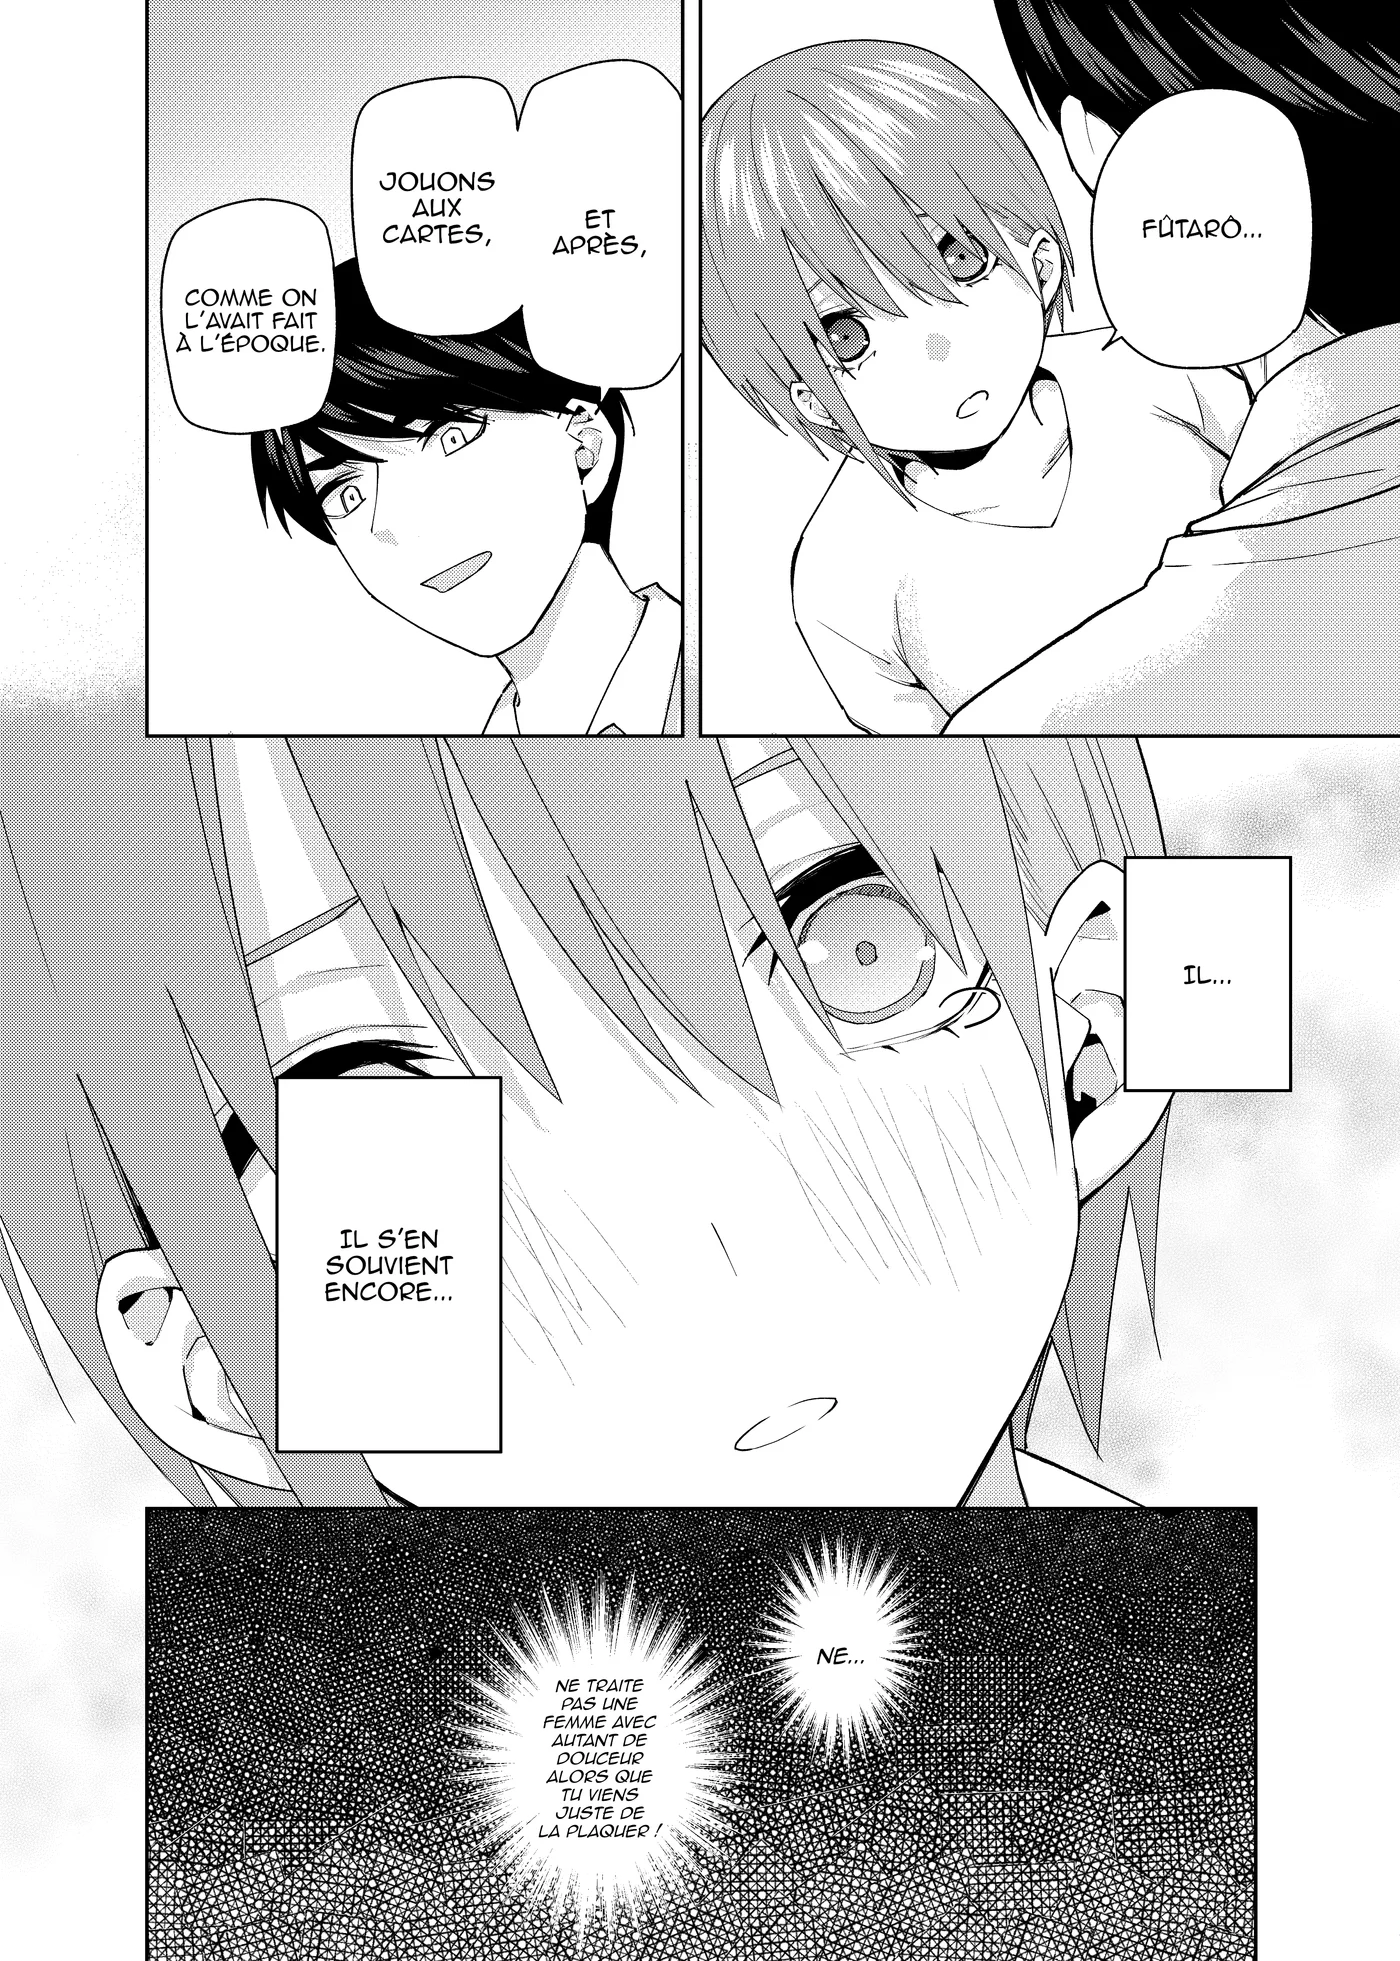 FÛTARÔ...
ET
APRÈS,
JOUONS
AUX
CARTES,
COMME ON
L'AVAIT FAIT
À L'ÉPOQUE.
IL...
IL S'EN
SOUVIENT
ENCORE...
NE...
NE TRAITE
PAS UNE
FEMME AVEC
AUTANT DE
DOUCEUR
ALORS QUE
TU VIENS
JUSTE DE
LA PLAQUER !